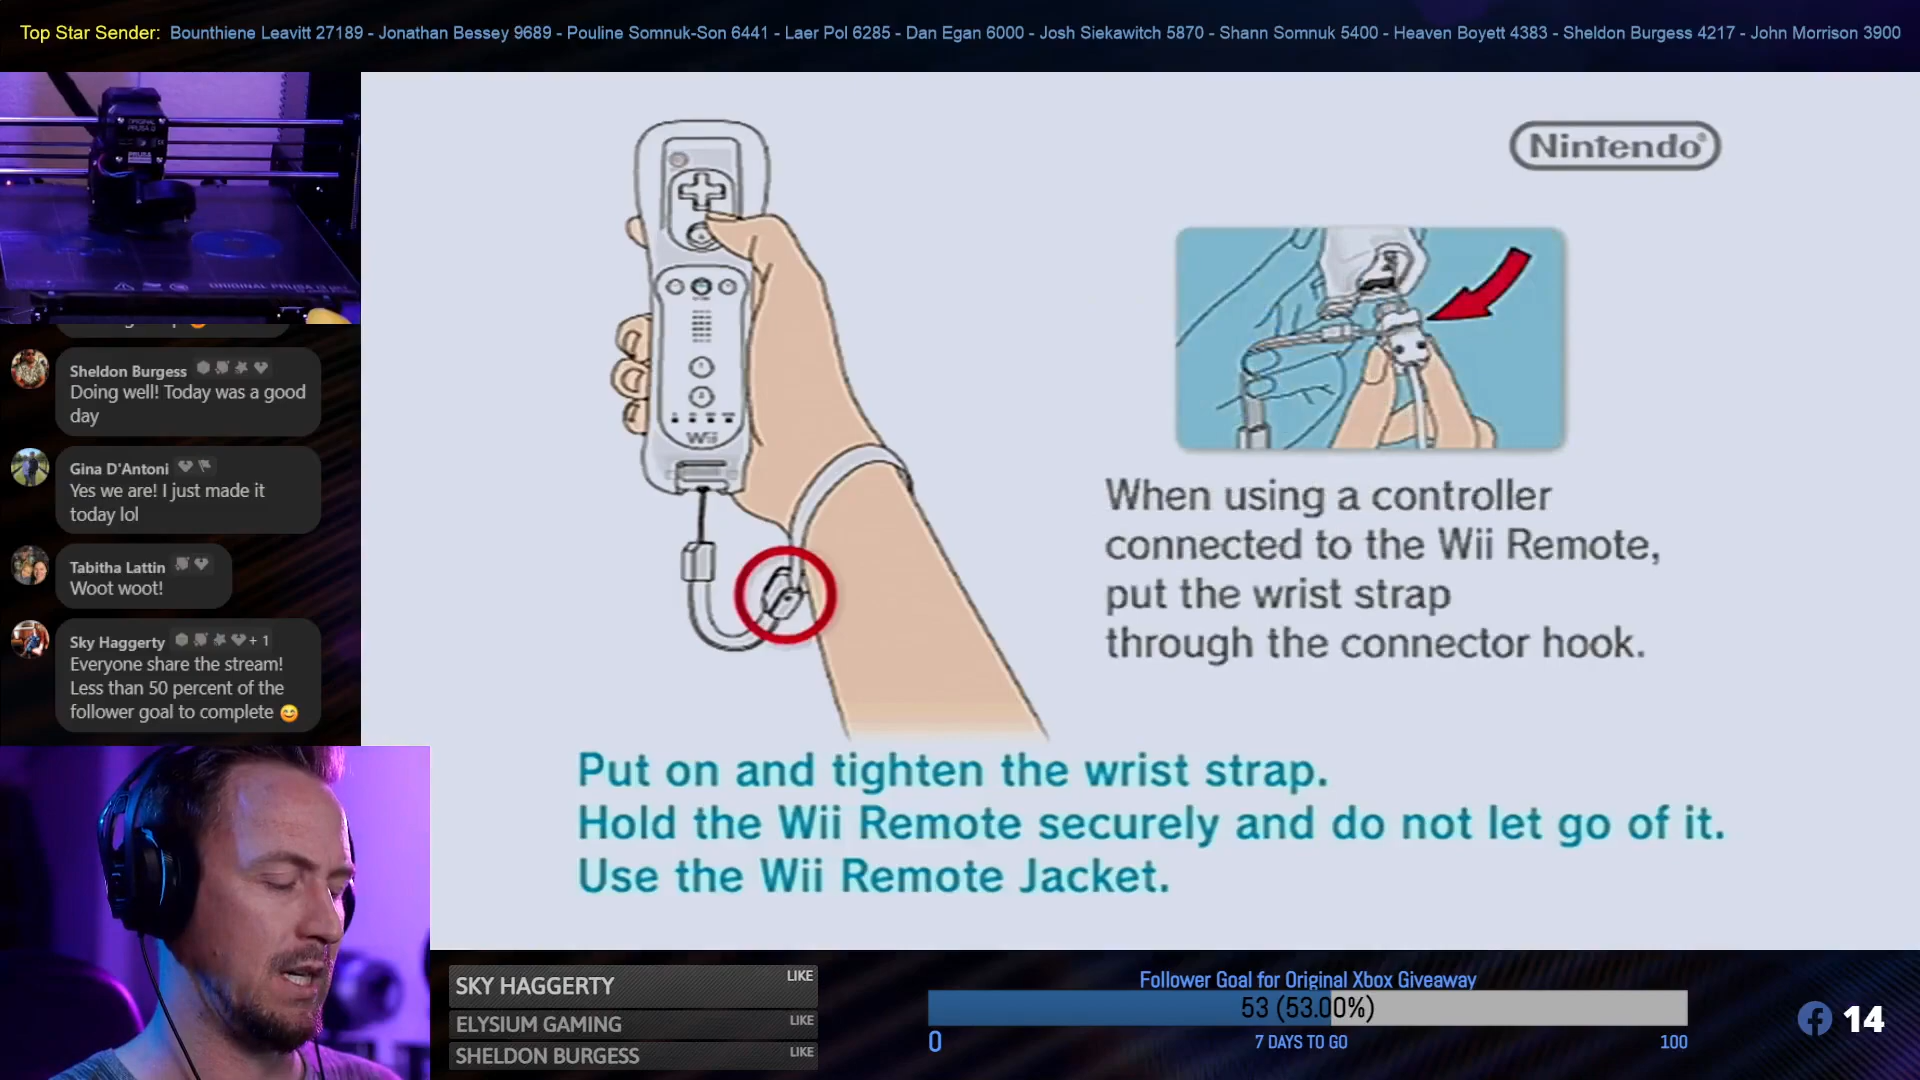 Top Star Sender: Bounthiene Leavitt 27189 - Jonathan Bessey 9689 - Pouline Somnuk-Son 6441 - Laer Pol 6285 - Dan Egan 6000 - Josh Siekawitch 5870 - Shann Somnuk 5400 - Heaven Boyett 4383 - Sheldon Burgess 4217 - John Morrison 3900
ORIGINAL PRUSA
Sheldon Burgess
Doing well! Today was a good
day
Gina D'Antoni
Yes we are! I just made it
today lol
Tabitha Lattin
Woot woot!
Sky Haggerty + 1
Everyone share the stream!
Less than 50 percent of the
follower goal to complete 😊
Nintendo®
Wii
When using a controller
connected to the Wii Remote,
put the wrist strap
through the connector hook.
Put on and tighten the wrist strap.
Hold the Wii Remote securely and do not let go of it.
Use the Wii Remote Jacket.
SKY HAGGERTY LIKE
ELYSIUM GAMING LIKE
SHELDON BURGESS LIKE
Follower Goal for Original Xbox Giveaway
53 (53.00%)
0 7 DAYS TO GO 100
14